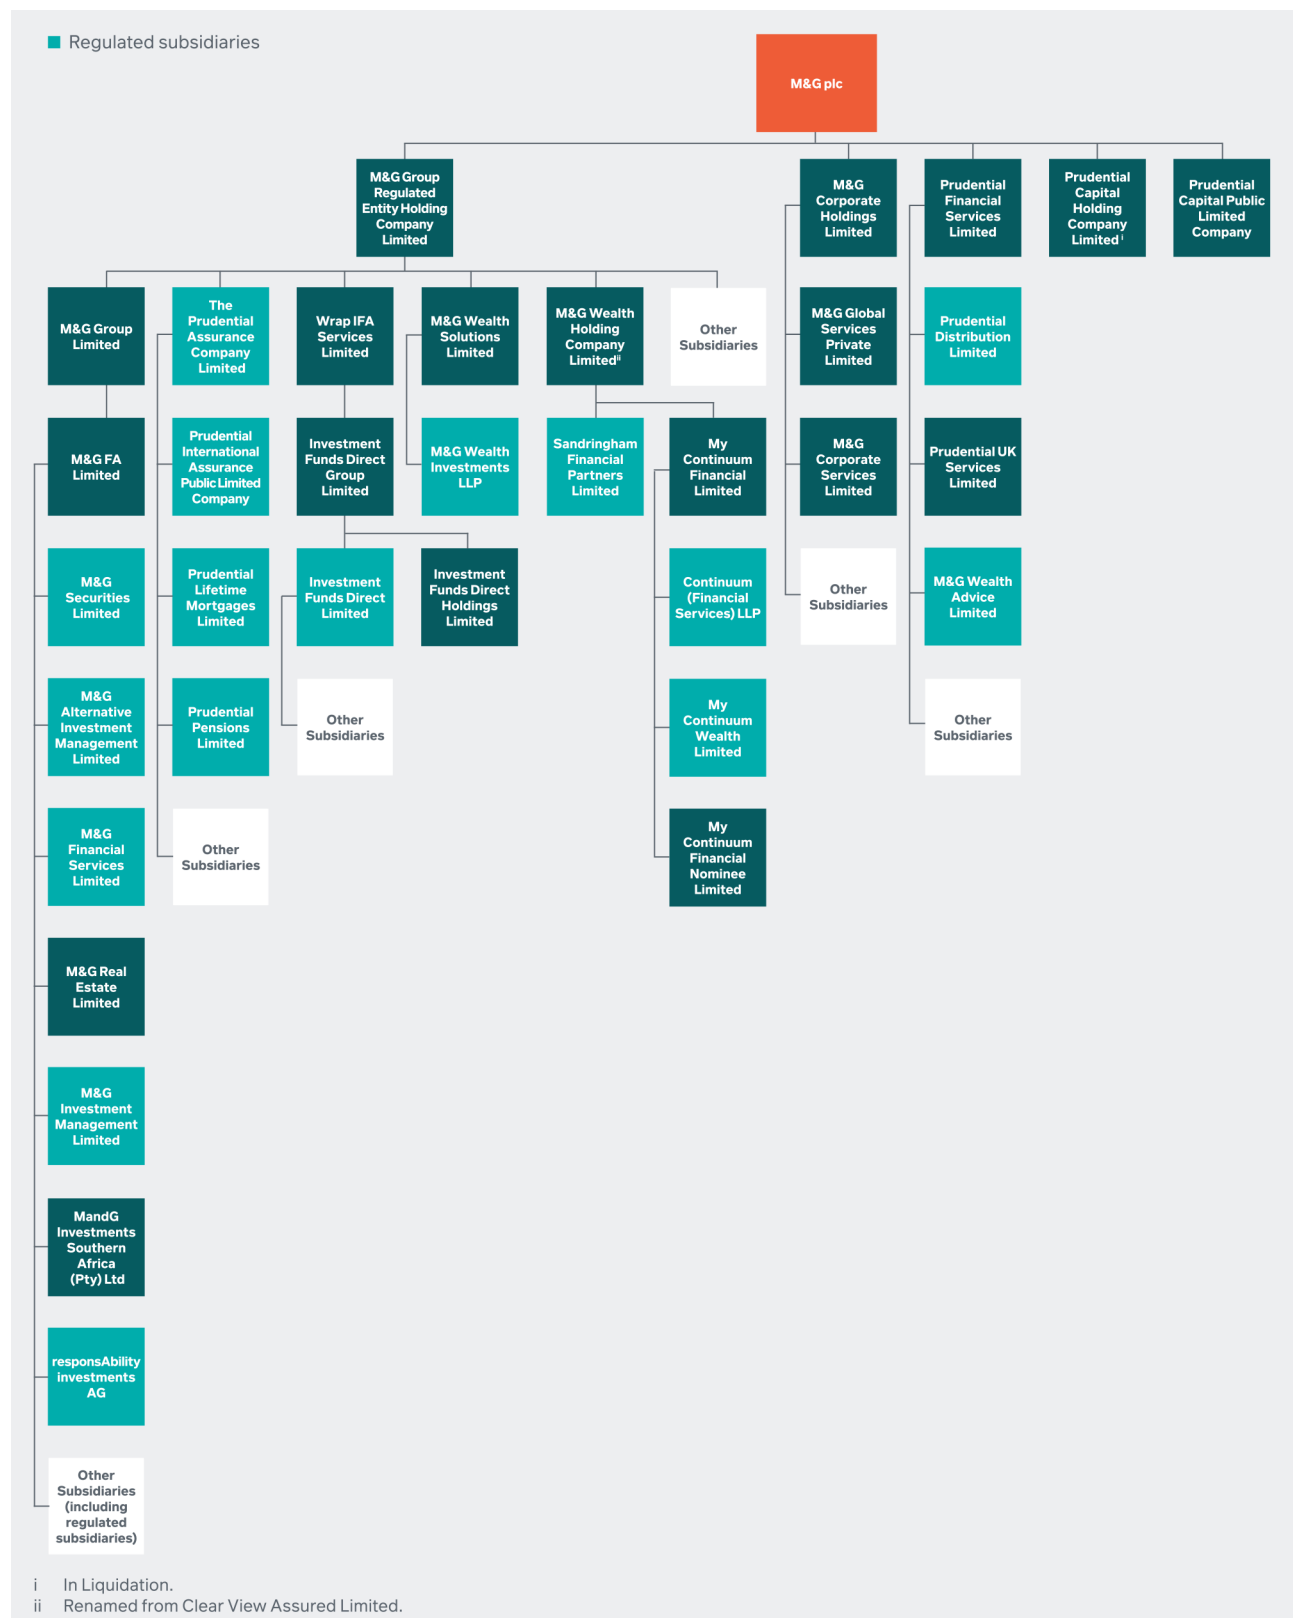 Regulated subsidiaries
M&G plc
M&G Group
Regulated
Entity Holding
Company
Limited
M&G
Corporate
Holdings
Limited
Prudential
Financial
Services
Limited
Prudential
Capital
Holding
Company
Limited i
Prudential
Capital Public
Limited
Company
M&G Group
Limited
The
Prudential
Assurance
Company
Limited
Wrap IFA
Services
Limited
M&G Wealth
Solutions
Limited
M&G Wealth
Holding
Company
Limited ii
Other
Subsidiaries
M&G Global
Services
Private
Limited
Prudential
Distribution
Limited
M&G FA
Limited
Prudential
International
Assurance
Public Limited
Company
Investment
Funds Direct
Group
Limited
M&G Wealth
Investments
LLP
Sandringham
Financial
Partners
Limited
My
Continuum
Financial
Limited
M&G
Corporate
Services
Limited
Prudential UK
Services
Limited
M&G
Securities
Limited
Prudential
Lifetime
Mortgages
Limited
Investment
Funds Direct
Limited
Investment
Funds Direct
Holdings
Limited
Continuum
(Financial
Services) LLP
Other
Subsidiaries
M&G Wealth
Advice
Limited
M&G
Alternative
Investment
Management
Limited
Prudential
Pensions
Limited
Other
Subsidiaries
My
Continuum
Wealth
Limited
Other
Subsidiaries
M&G
Financial
Services
Limited
Other
Subsidiaries
My
Continuum
Financial
Nominee
Limited
M&G Real
Estate
Limited
M&G
Investment
Management
Limited
MandG
Investments
Southern
Africa
(Pty) Ltd
responsAbility
investments
AG
Other
Subsidiaries
(including
regulated
subsidiaries)
i In Liquidation.
ii Renamed from Clear View Assured Limited.